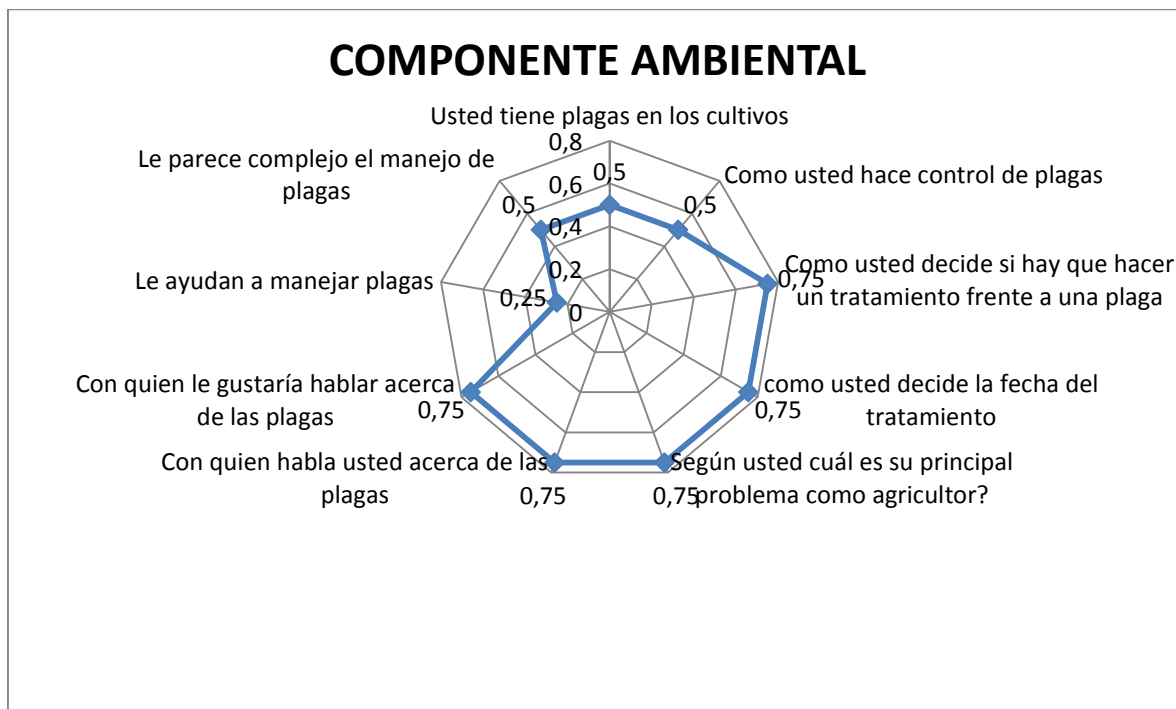 COMPONENTE AMBIENTAL
Usted tiene plagas en los cultivos
0,8
0,6
0,4
0,2
0
0,5
Como usted hace control de plagas
0,5
Como usted decide si hay que hacer
un tratamiento frente a una plaga
0,75
como usted decide la fecha del
tratamiento
0,75
Según usted cuál es su principal
problema como agricultor?
0,75
Con quien habla usted acerca de las
plagas
0,75
Con quien le gustaría hablar acerca
de las plagas
0,75
Le ayudan a manejar plagas
0,25
Le parece complejo el manejo de
plagas
0,5